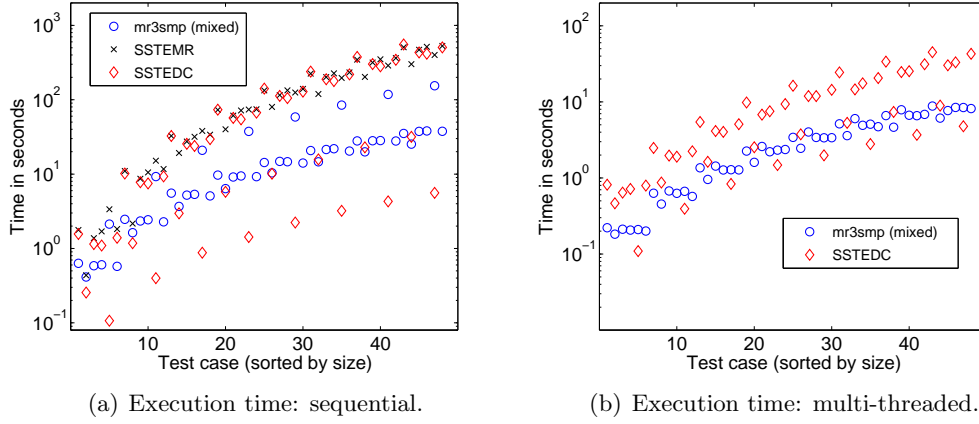 10^3
10^2
10^1
10^0
10^-1
Time in seconds
mr3smp (mixed)
SSTEMR
SSTEDC
10 20 30 40
Test case (sorted by size)
(a) Execution time: sequential.
10^2
10^1
10^0
10^-1
Time in seconds
mr3smp (mixed)
SSTEDC
10 20 30 40
Test case (sorted by size)
(b) Execution time: multi-threaded.